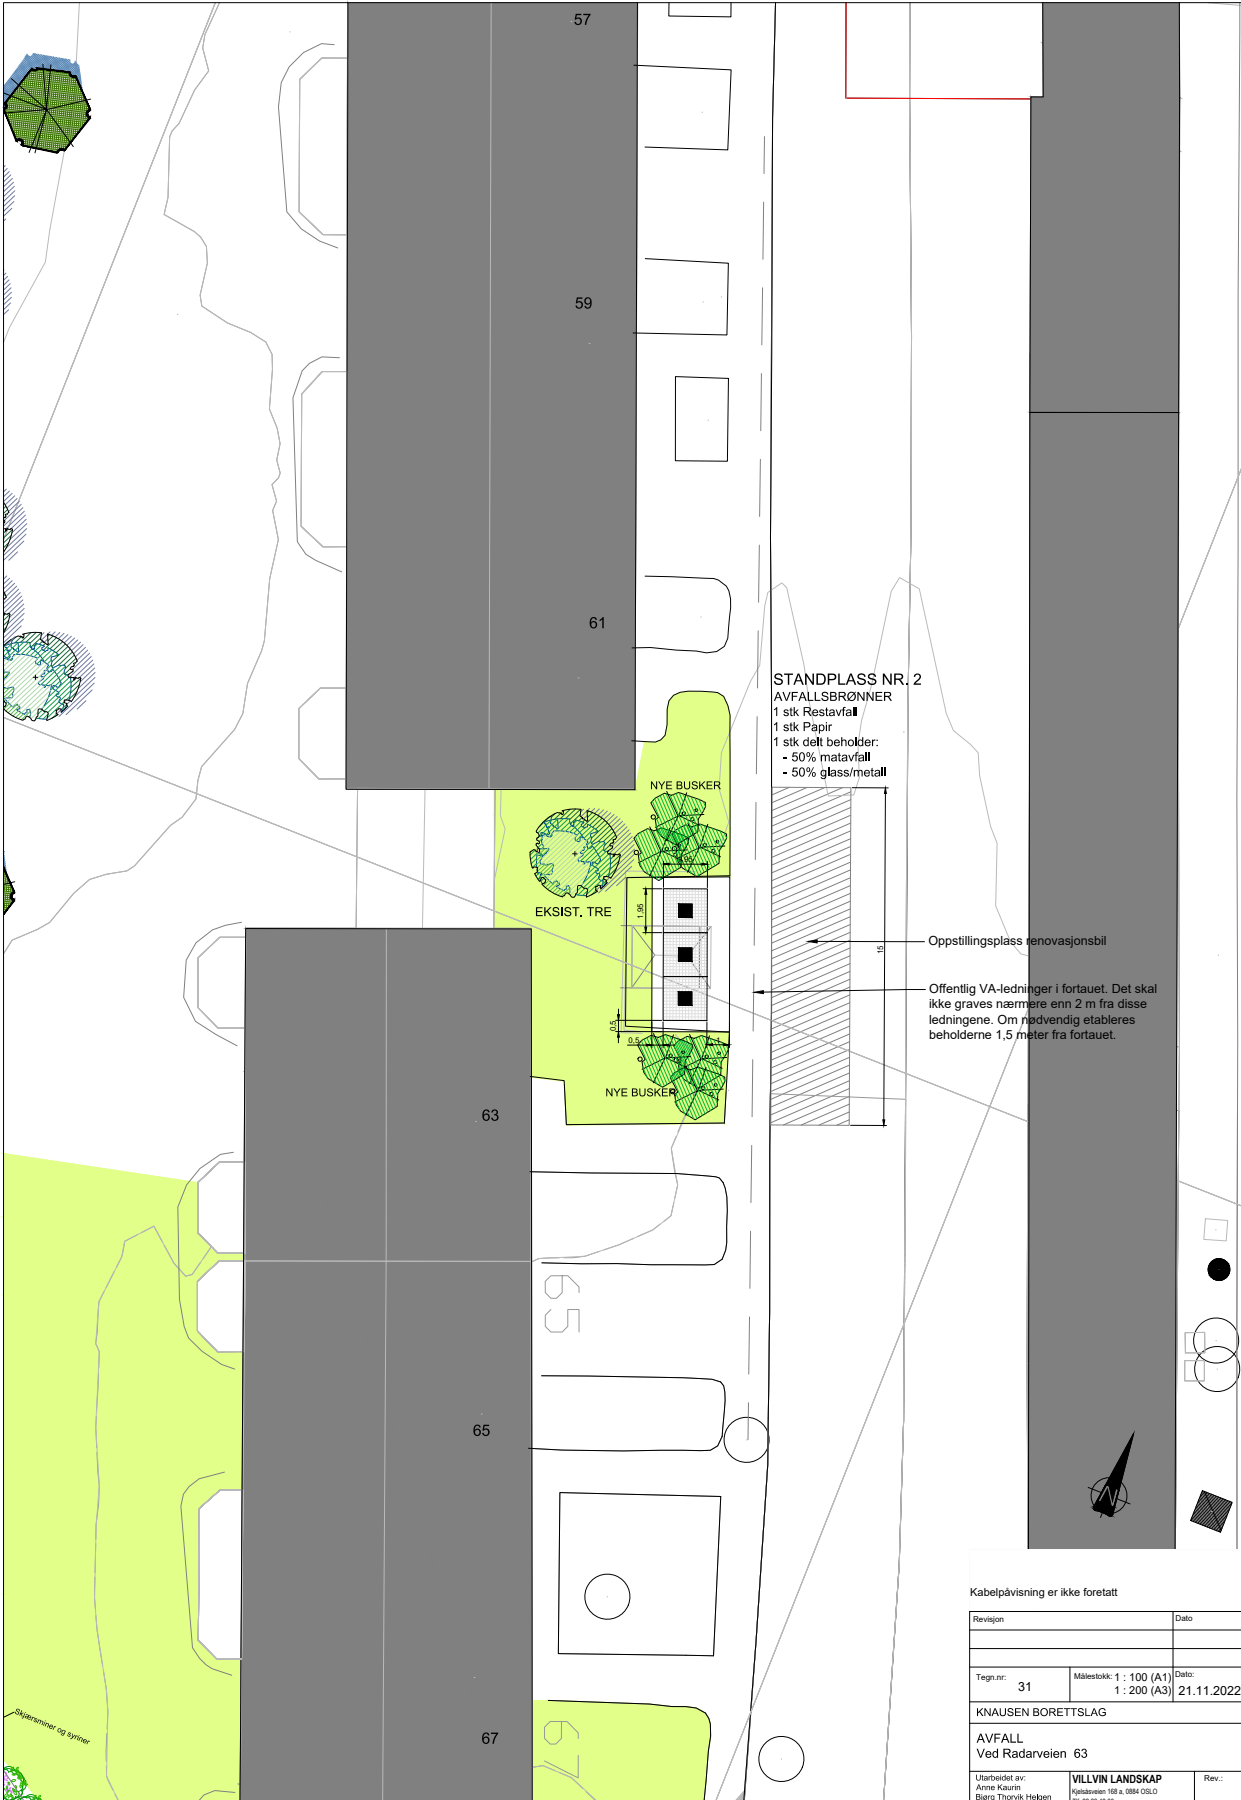 57
59
61
STANDPLASS NR. 2
AVFALLSBRØNNER
1 stk Restavfall
1 stk Papir
1 stk delt beholder:
- 50% matavfall
- 50% glass/metall
NYE BUSKER
EKSIST. TRE
1,95
15
Oppstillingsplass renovasjonsbil
Offentlig VA-ledninger i fortauet. Det skal
ikke graves nærmere enn 2 m fra disse
ledningene. Om nødvendig etableres
beholderne 1,5 meter fra fortauet.
0,5
0,5
NYE BUSKER
63
65
65
67
67
Skjærsminer og syriner
N
Kabelpåvisning er ikke foretatt
Revisjon Dato
Tegn.nr: 31 Målestokk: 1 : 100 (A1) 1 : 200 (A3) Dato: 21.11.2022
KNAUSEN BORETTSLAG
AVFALL
Ved Radarveien 63
Utarbeidet av:
Anne Kaurin
Bjørg Thorvik Helgen
VILLVIN LANDSKAP
Kjelsåsveien 168 a, 0884 OSLO
Rev.: